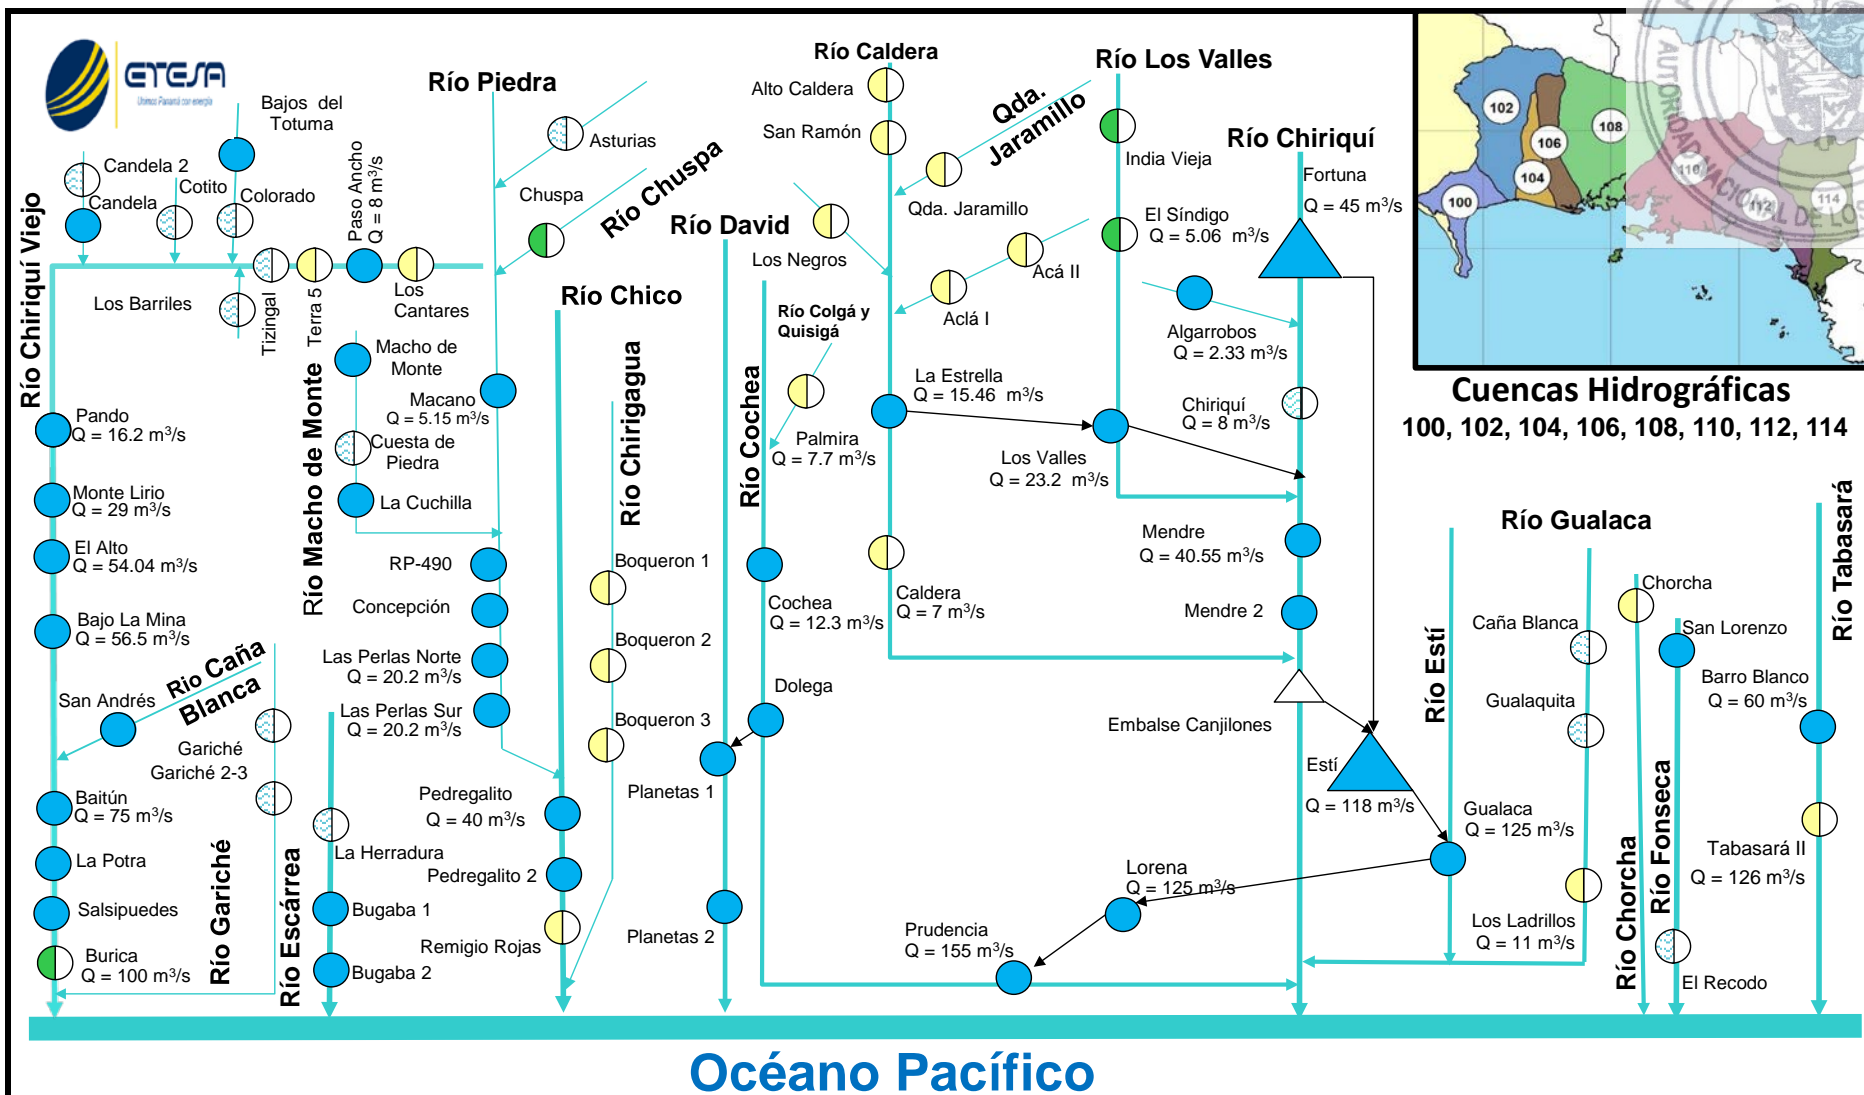 ETESA
Unimos Panamá con energía
Río Chiriquí Viejo
Candela 2
Candela
Cotito
Bajos del
Totuma
Colorado
Los Barriles
Tizingal
Terra 5
Paso Ancho
Q = 8 m³/s
Los
Cantares
Pando
Q = 16.2 m³/s
Monte Lirio
Q = 29 m³/s
El Alto
Q = 54.04 m³/s
Bajo La Mina
Q = 56.5 m³/s
Rio Caña
Blanca
San Andrés
Baitún
Q = 75 m³/s
La Potra
Salsipuedes
Burica
Q = 100 m³/s
Gariché
Gariché 2-3
Río Gariché
Río Escárrea
La Herradura
Bugaba 1
Bugaba 2
Río Macho de Monte
Macho de
Monte
Cuesta de
Piedra
La Cuchilla
Río Piedra
Asturias
Río Chuspa
Chuspa
Macano
Q = 5.15 m³/s
RP-490
Concepción
Las Perlas Norte
Q = 20.2 m³/s
Las Perlas Sur
Q = 20.2 m³/s
Río Chico
Pedregalito
Q = 40 m³/s
Pedregalito 2
Remigio Rojas
Río Chirigagua
Boqueron 1
Boqueron 2
Boqueron 3
Río David
Planetas 1
Planetas 2
Río Cochea
Río Colgá y
Quisigá
Palmira
Q = 7.7 m³/s
Cochea
Q = 12.3 m³/s
Dolega
Río Caldera
Alto Caldera
San Ramón
Qda.
Jaramillo
Qda. Jaramillo
Los Negros
Acá II
Aclá I
La Estrella
Q = 15.46 m³/s
Caldera
Q = 7 m³/s
Río Los Valles
India Vieja
El Síndigo
Q = 5.06 m³/s
Los Valles
Q = 23.2 m³/s
Río Chiriquí
Fortuna
Q = 45 m³/s
Algarrobos
Q = 2.33 m³/s
Chiriquí
Q = 8 m³/s
Mendre
Q = 40.55 m³/s
Mendre 2
Embalse Canjilones
Estí
Q = 118 m³/s
Río Estí
Gualaca
Q = 125 m³/s
Lorena
Q = 125 m³/s
Prudencia
Q = 155 m³/s
Río Gualaca
Caña Blanca
Gualaquita
Los Ladrillos
Q = 11 m³/s
Río Chorcha
Chorcha
Río Fonseca
San Lorenzo
El Recodo
Río Tabasará
Barro Blanco
Q = 60 m³/s
Tabasará II
Q = 126 m³/s
100
102
104
106
108
110
112
114
Cuencas Hidrográficas
100, 102, 104, 106, 108, 110, 112, 114
Océano Pacífico